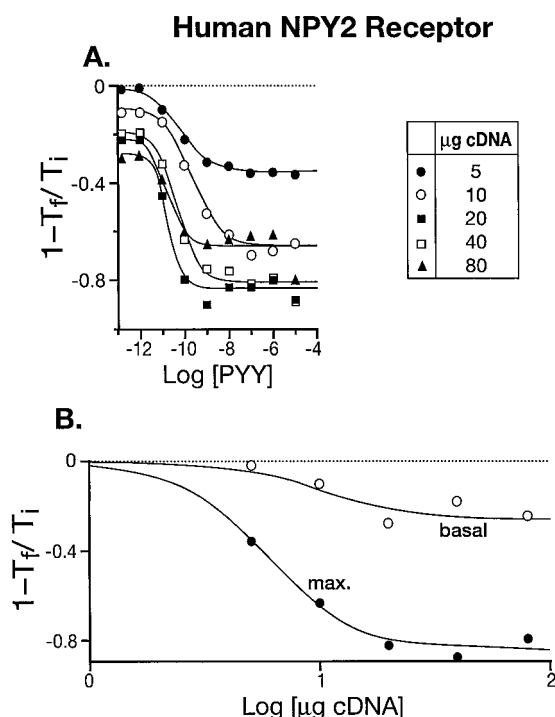 Human NPY2 Receptor
A.
0
-0.4
-0.8
1−Tf/Ti
-12 -10 -8 -6 -4
Log [PYY]
μg cDNA
5
10
20
40
80
B.
0
-0.4
-0.8
1−Tf/Ti
basal
max.
0 1 2
Log [μg cDNA]